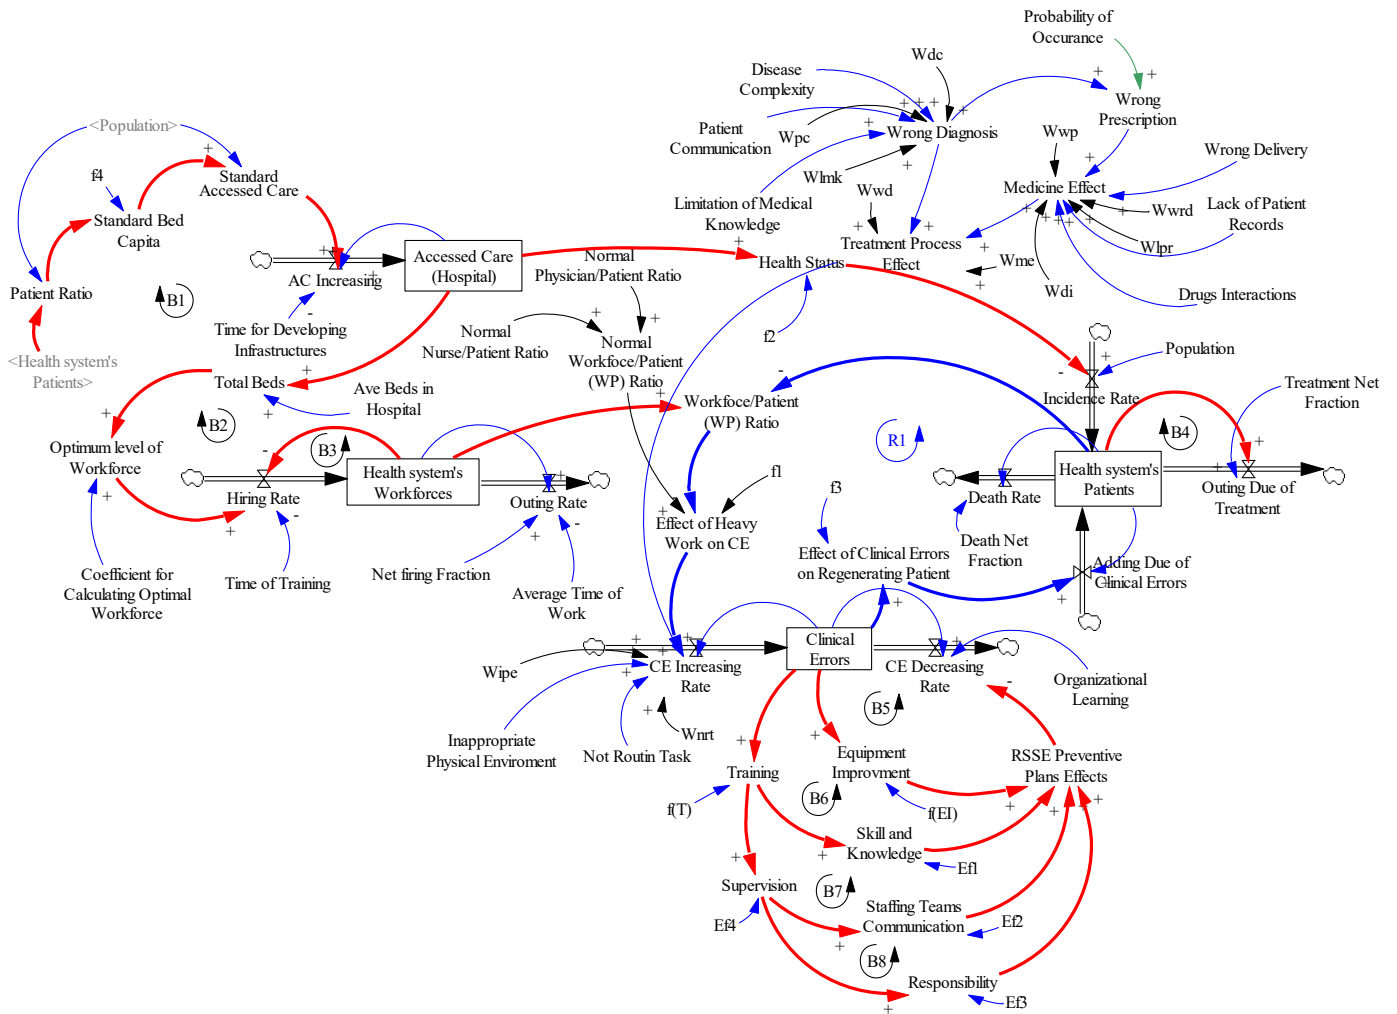 Probability of
Occurance
Wdc
Disease
Complexity
Wrong
Prescription
<Population>
Patient
Communication
Wpc
Wrong Diagnosis
Wwp
Wrong Delivery
Standard
Accessed Care
f4
Wlmk
Wwd
Medicine Effect
Limitation of Medical
Knowledge
Wwrd
Lack of Patient
Records
Standard Bed
Capita
Treatment Process
Effect
Wlpr
Accessed Care
(Hospital)
Normal
Physician/Patient Ratio
Health Status
Wme
AC Increasing
Patient Ratio
B1
Wdi
Drugs Interactions
Time for Developing
Infrastructures
Normal
Nurse/Patient Ratio
Normal
Workfoce/Patient
(WP) Ratio
f2
Population
<Health system's
Patients>
Total Beds
Ave Beds in
Hospital
Workfoce/Patient
(WP) Ratio
Incidence Rate
Treatment Net
Fraction
B2
B3
R1
B4
Optimum level of
Workforce
Health system's
Workforces
Health system's
Patients
Hiring Rate
Outing Rate
f1
f3
Death Rate
Outing Due of
Treatment
Effect of Heavy
Work on CE
Death Net
Fraction
Effect of Clinical Errors
on Regenerating Patient
Adding Due of
Clinical Errors
Coefficient for
Calculating Optimal
Workforce
Time of Training
Net firing Fraction
Average Time of
Work
Clinical
Errors
Wipe
CE Increasing
Rate
CE Decreasing
Rate
Organizational
Learning
B5
Inappropriate
Physical Enviroment
Not Routin Task
Wnrt
Training
Equipment
Improvment
RSSE Preventive
Plans Effects
f(T)
B6
f(EI)
Skill and
Knowledge
Ef1
Supervision
B7
Staffing Teams
Communication
Ef4
Ef2
B8
Responsibility
Ef3